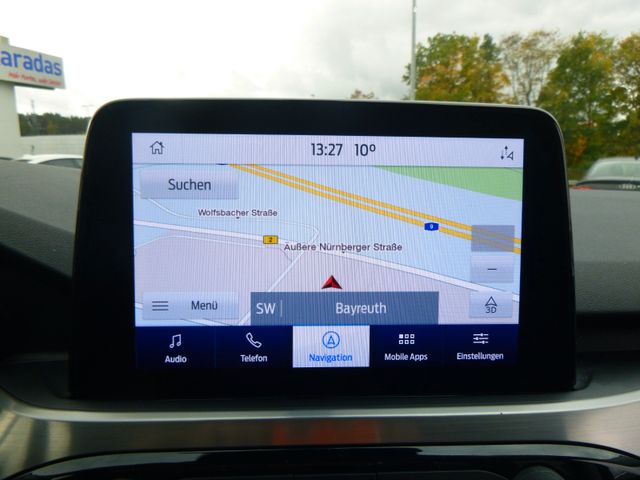 aradas
13:27 10°
Suchen
Wolfsbacher Straße
9
2
Äußere Nürnberger Straße
3D
Menü
SW
Bayreuth
Audio
Telefon
Navigation
Mobile Apps
Einstellungen